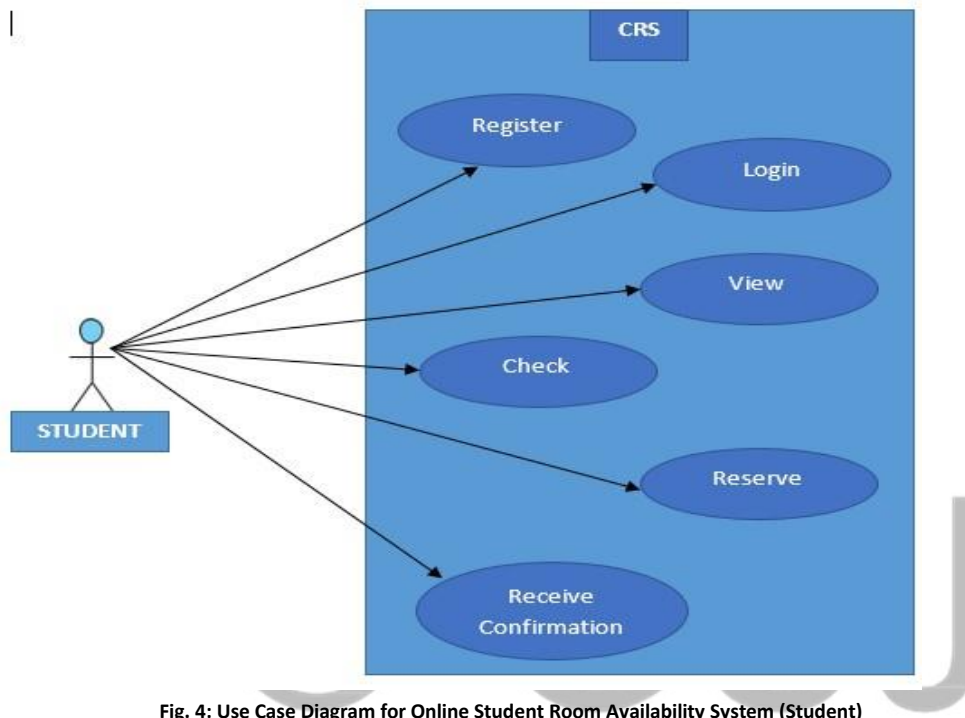 CRS
Register
Login
View
Check
STUDENT
Reserve
Receive
Confirmation
Fig. 4: Use Case Diagram for Online Student Room Availability System (Student)